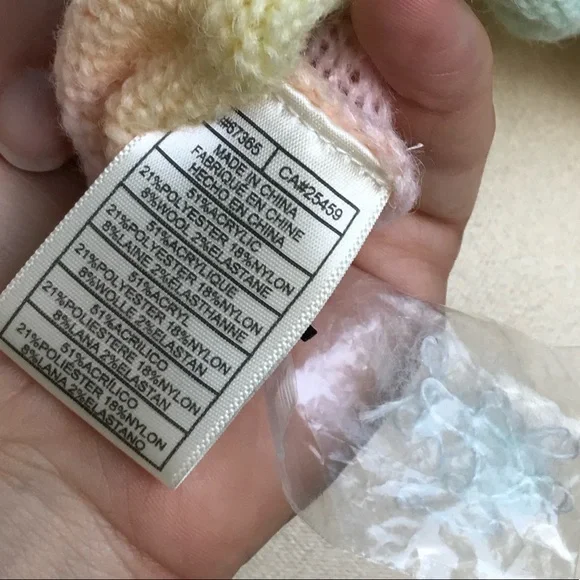 #67365
CA#25459
MADE IN CHINA
FABRIQUÉ EN CHINE
HECHO EN CHINA
51%ACRYLIC
21%POLYESTER 18%NYLON
8%WOOL 2%ELASTANE
51%ACRYLIQUE
21%POLYESTER 18%NYLON
8%LAINE 2%ELASTHANNE
51%ACRYL
21%POLYESTER 18%NYLON
8%WOLLE 2%ELASTAN
51%ACRILICO
21%POLIESTERE 18%NYLON
8%LANA 2%ELASTAN
51%ACRÍLICO
21%POLIÉSTER 18%NYLON
8%LANA 2%ELASTANO